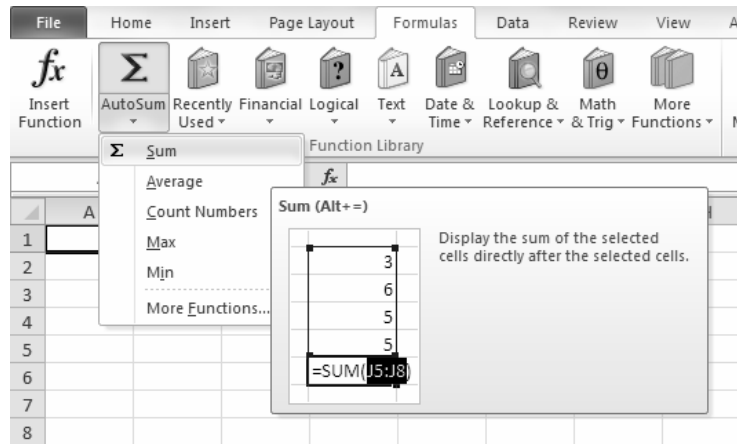 File Home Insert Page Layout Formulas Data Review View A
fx Σ ? A θ
Insert AutoSum Recently Financial Logical Text Date & Lookup & Math More
Function Used Time Reference & Trig Functions
Σ Sum Function Library
Average fx
Count Numbers Sum (Alt+=)
Max
Min
More Functions...
Display the sum of the selected
cells directly after the selected cells.
3
6
5
5
=SUM(J5:J8)
A
1
2
3
4
5
6
7
8